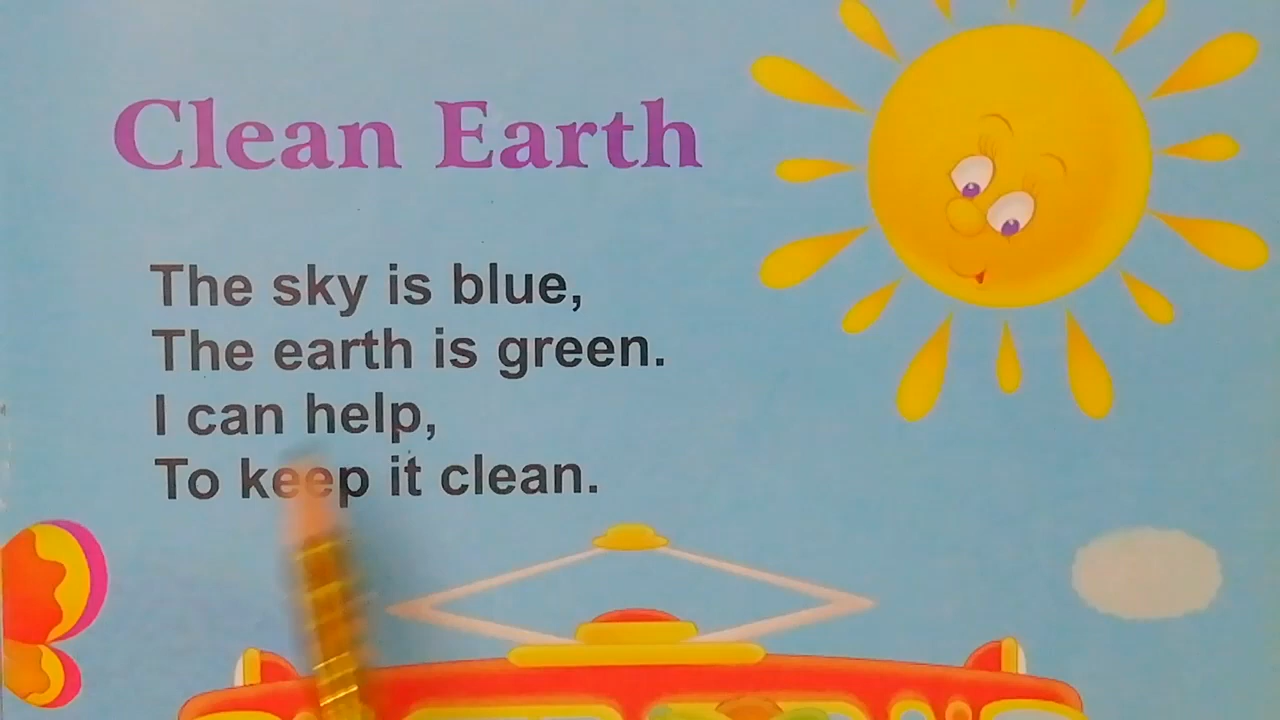 Clean Earth
The sky is blue,
The earth is green.
I can help,
To keep it clean.